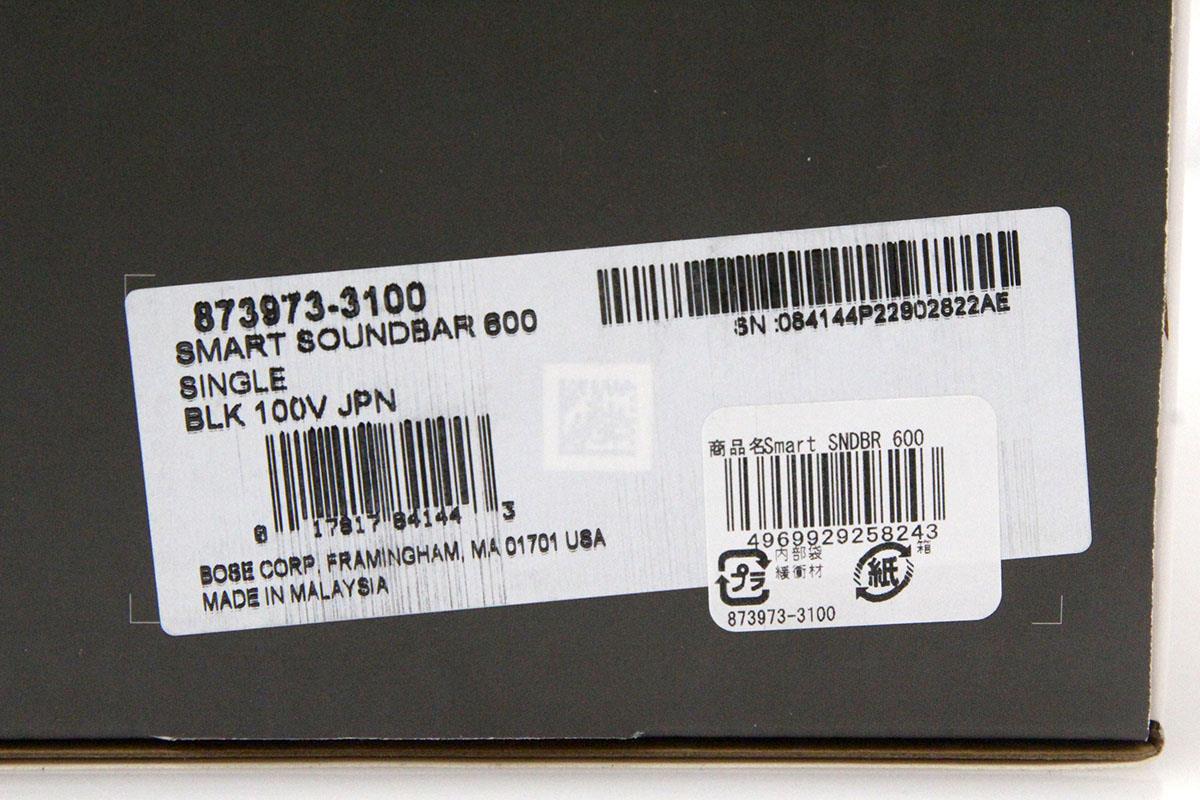 873973-3100
SMART SOUNDBAR 600
SINGLE
BLK 100V JPN
SN :084144P22902822AE
0 17817 84144 3
BOSE CORP. FRAMINGHAM, MA 01701 USA
MADE IN MALAYSIA
商品名Smart SNDBR 600
4969929258243
プラ
内部袋
緩衝材
紙
箱
873973-3100